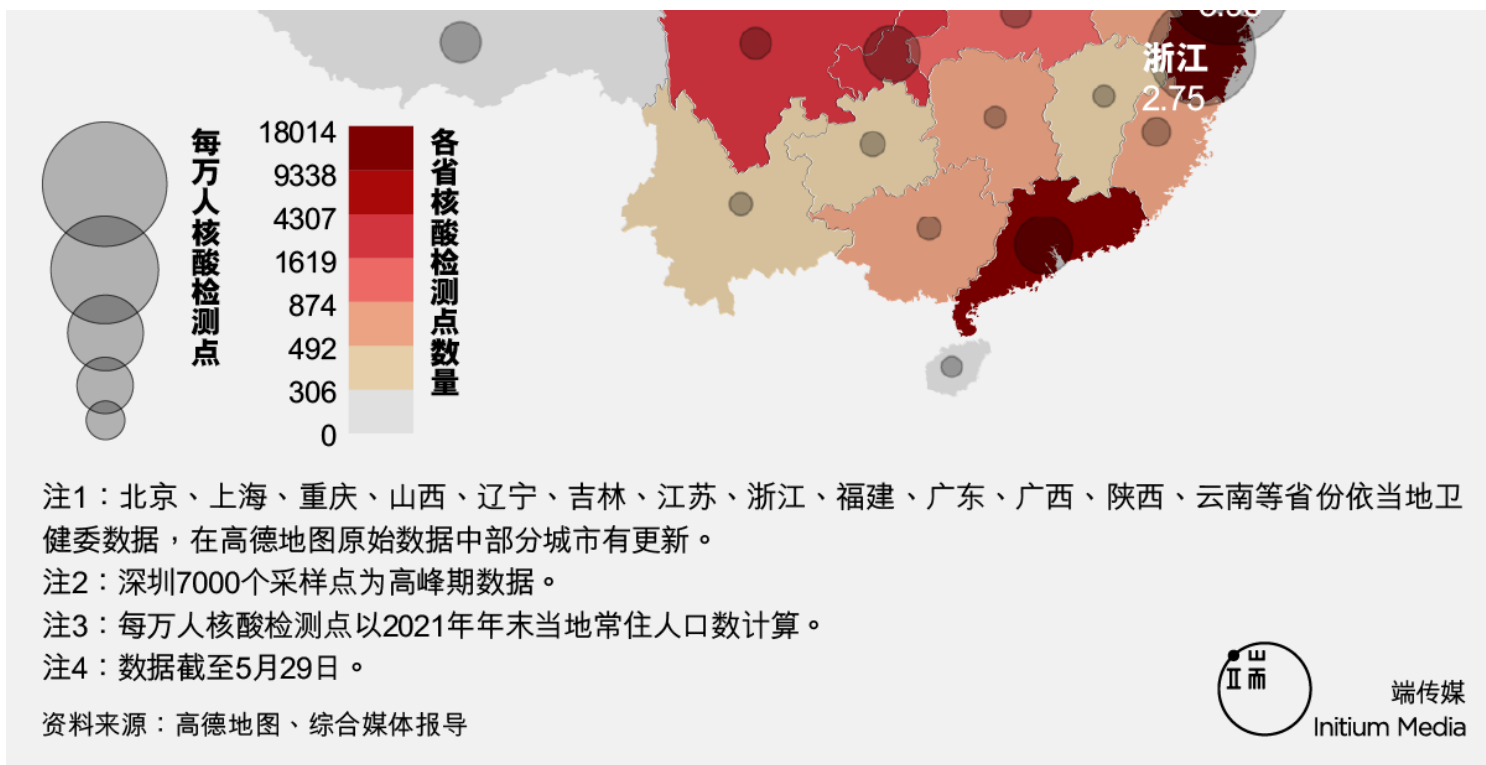 浙江
2.75
每万人核酸检测点
18014
9338
4307
1619
874
492
306
0
各省核酸检测点数量
注1：北京、上海、重庆、山西、辽宁、吉林、江苏、浙江、福建、广东、广西、陕西、云南等省份依当地卫
健委数据，在高德地图原始数据中部分城市有更新。
注2：深圳7000个采样点为高峰期数据。
注3：每万人核酸检测点以2021年年末当地常住人口数计算。
注4：数据截至5月29日。
资料来源：高德地图、综合媒体报导
端
端传媒
Initium Media